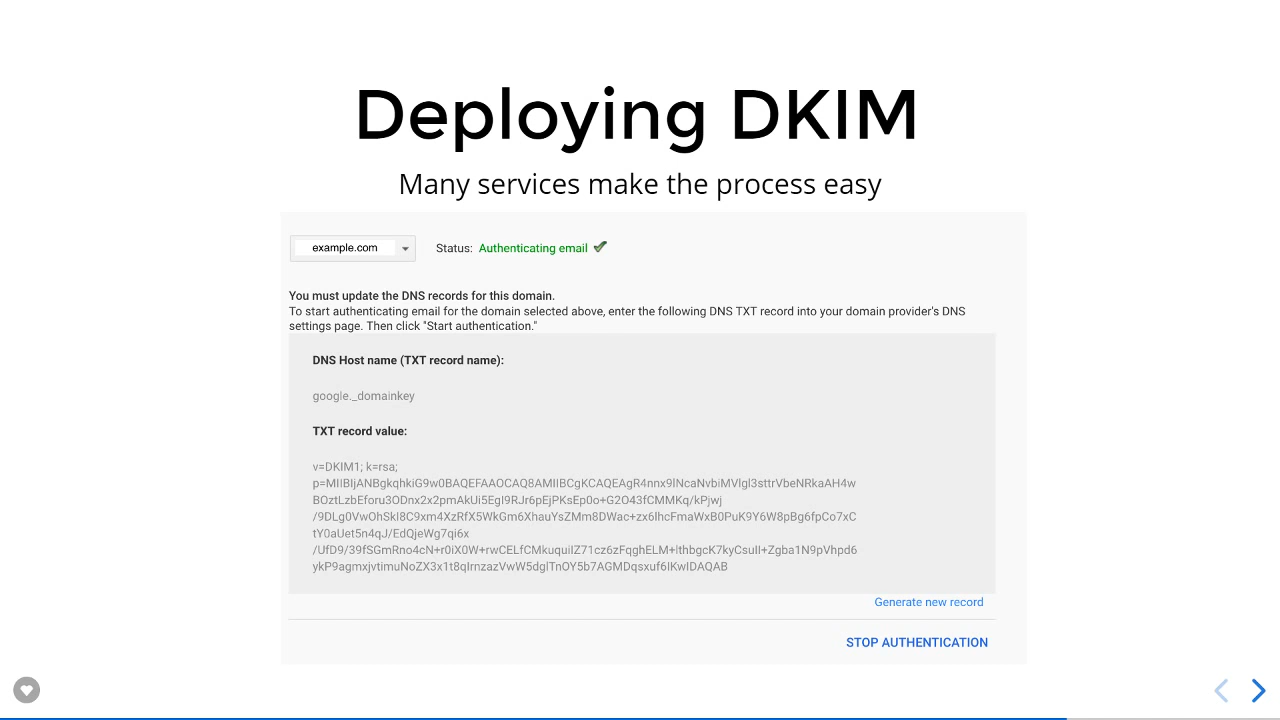 Deploying DKIM
Many services make the process easy
example.com
Status: Authenticating email
You must update the DNS records for this domain.
To start authenticating email for the domain selected above, enter the following DNS TXT record into your domain provider's DNS
settings page. Then click "Start authentication."
DNS Host name (TXT record name):
google._domainkey
TXT record value:
v=DKIM1; k=rsa;
p=MIIBIjANBgkqhkiG9w0BAQEFAAOCAQ8AMIIBCgKCAQEAgR4nnx9lNcaNvbiMVIgl3sttrVbeNRkaAH4w
BOztLzbEforu3ODnx2x2pmAkUi5EgI9RJr6pEjPKsEp0o+G2O43fCMMKq/kPjwj
/9DLg0VwOhSkI8C9xm4XzRfX5WkGm6XhauYsZMm8DWac+zx6lhcFmaWxB0PuK9Y6W8pBg6fpCo7xC
tY0aUet5n4qJ/EdQjeWg7qi6x
/UfD9/39fSGmRno4cN+r0iX0W+rwCELfCMkuquiIZ71cz6zFqghELM+lthbgcK7kyCsuIl+Zgba1N9pVhpd6
ykP9agmxjvtimuNoZX3x1t8qIrnzazVwW5dglTnOY5b7AGMDqsxuf6IKwIDAQAB
Generate new record
STOP AUTHENTICATION